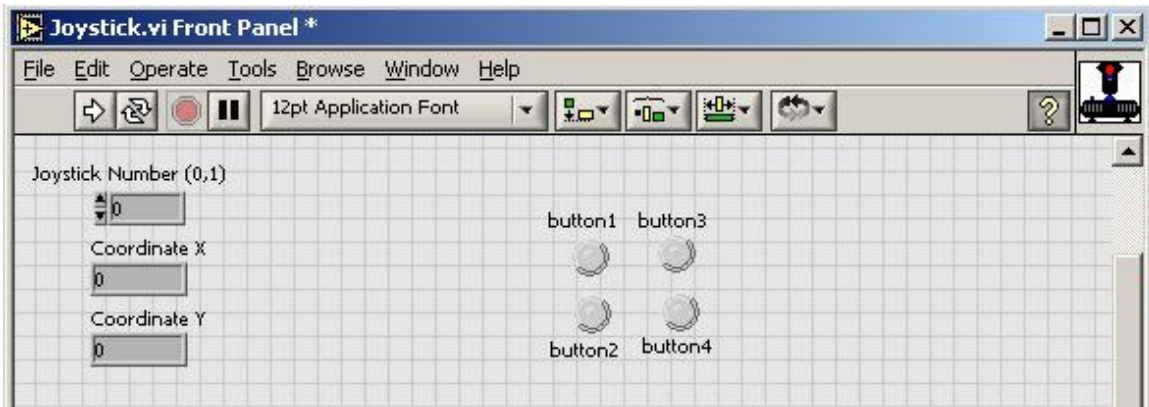 Joystick.vi Front Panel *
File Edit Operate Tools Browse Window Help
12pt Application Font
?
Joystick Number (0,1)
0
Coordinate X
0
Coordinate Y
0
button1 button3
button2 button4